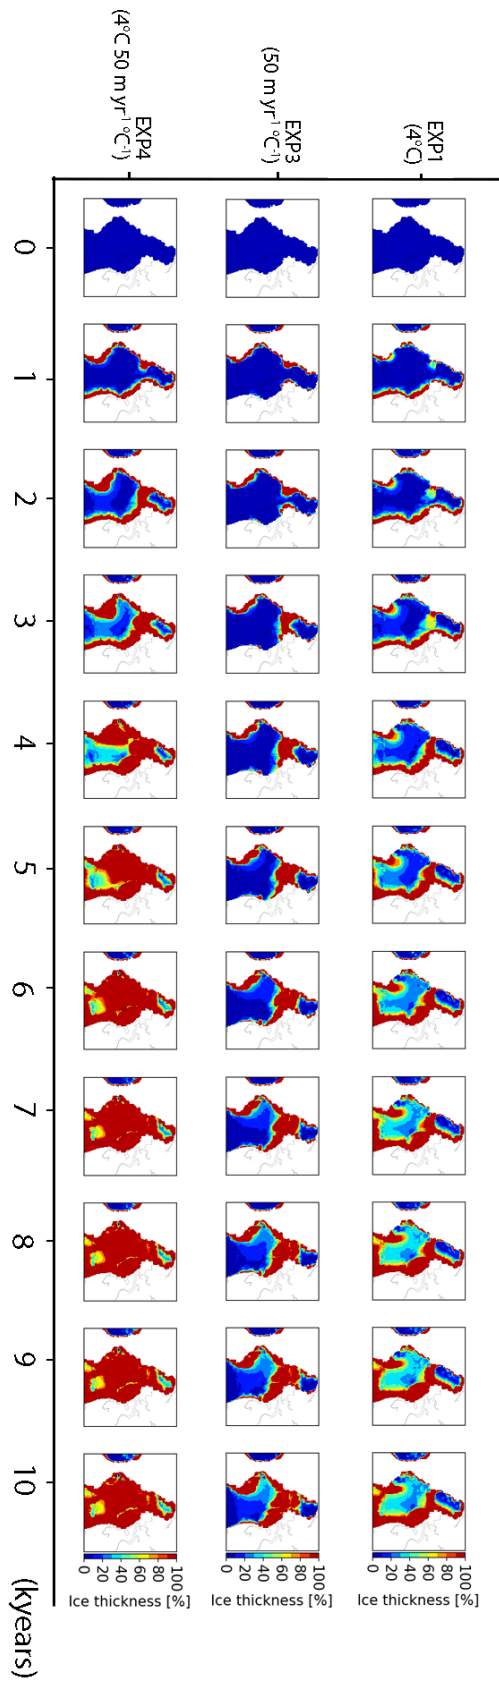 EXP1
(4°C)
0 20 40 60 80 100
Ice thickness [%]
EXP3
(50 m yr⁻¹ °C⁻¹)
0 20 40 60 80 100
Ice thickness [%]
EXP4
(4°C 50 m yr⁻¹ °C⁻¹)
0 20 40 60 80 100
Ice thickness [%]
0 1 2 3 4 5 6 7 8 9 10 (kyears)